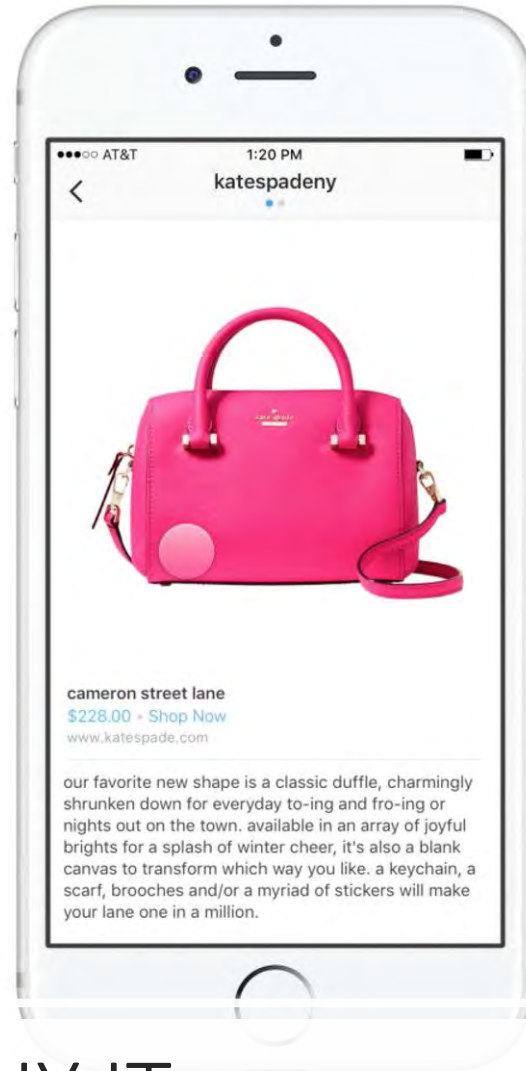 AT&T 1:20 PM
katespadeny
kate spade
cameron street lane
$228.00 • Shop Now
www.katespade.com
our favorite new shape is a classic duffle, charmingly
shrunken down for everyday to-ing and fro-ing or
nights out on the town. available in an array of joyful
brights for a splash of winter cheer, it's also a blank
canvas to transform which way you like. a keychain, a
scarf, brooches and/or a myriad of stickers will make
your lane one in a million.